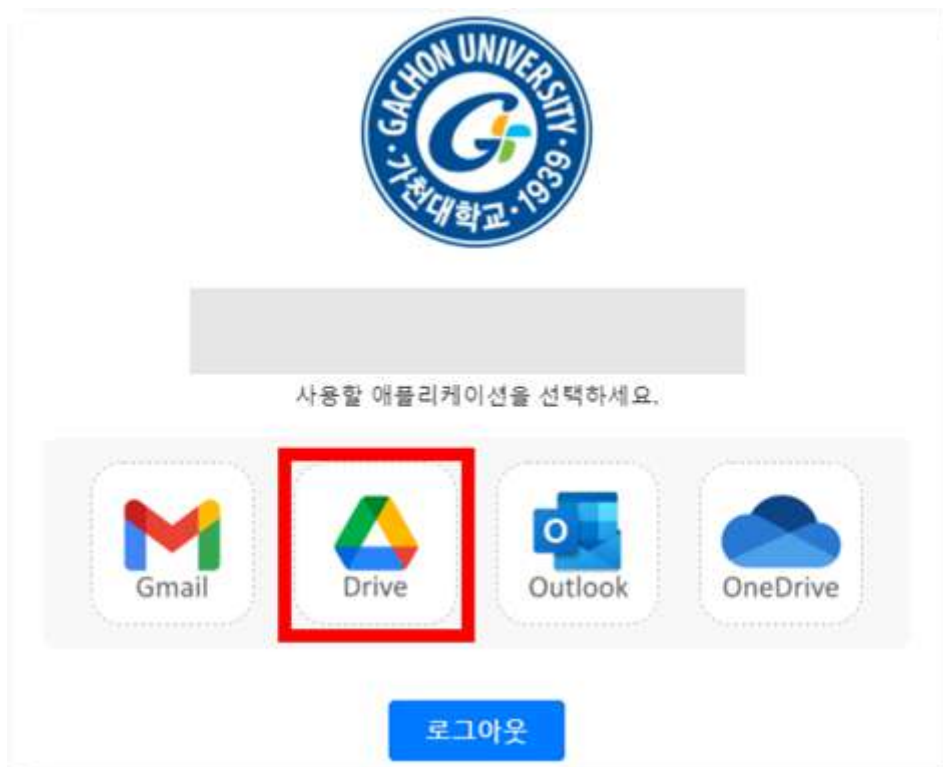 GACHON UNIVERSITY
가천대학교·1939
사용할 애플리케이션을 선택하세요.
Gmail
Drive
Outlook
OneDrive
로그아웃